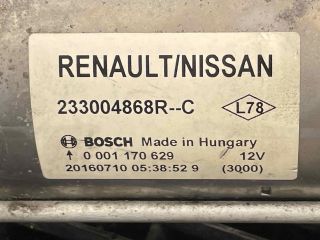 RENAULT/NISSAN
233004868R--C L78
BOSCH Made in Hungary
↑ 0 001 170 629 12V
20160710 05:38:52 9 (3000)